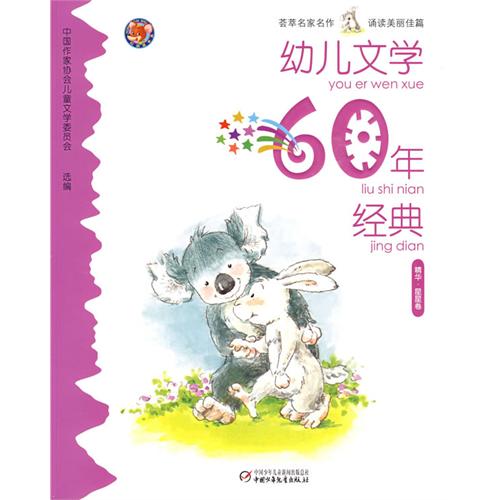 荟萃名家名作 诵读美丽佳篇
幼儿文学
you er wen xue
60年
liu shi nian
经典
jing dian
精华·星星卷
中国作家协会儿童文学委员会 选编
中国少年儿童新闻出版总社
中国少年儿童出版社